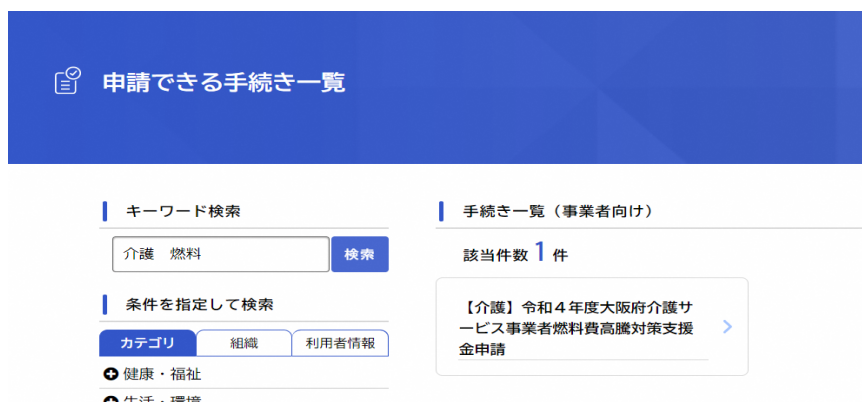 申請できる手続き一覧
キーワード検索
介護　燃料
検索
条件を指定して検索
カテゴリ
組織
利用者情報
健康・福祉
生活・環境
手続き一覧（事業者向け）
該当件数 1 件
【介護】令和４年度大阪府介護サ
ービス事業者燃料費高騰対策支援
金申請